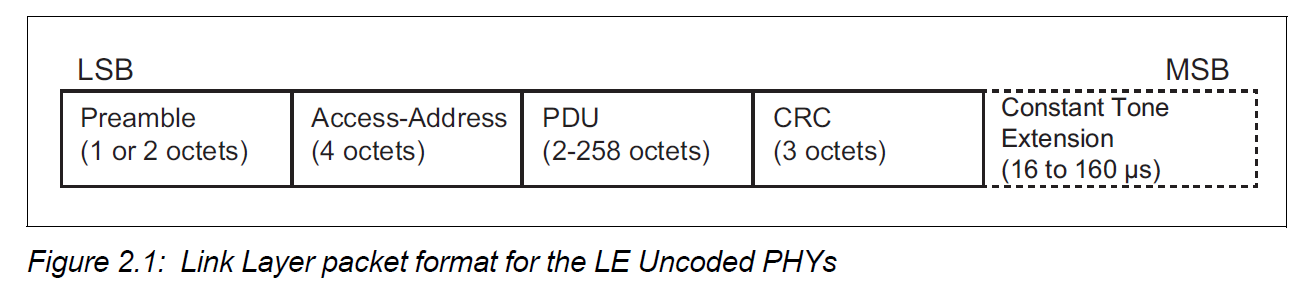 LSB MSB
Preamble
(1 or 2 octets)
Access-Address
(4 octets)
PDU
(2-258 octets)
CRC
(3 octets)
Constant Tone
Extension
(16 to 160 µs)
Figure 2.1: Link Layer packet format for the LE Uncoded PHYs